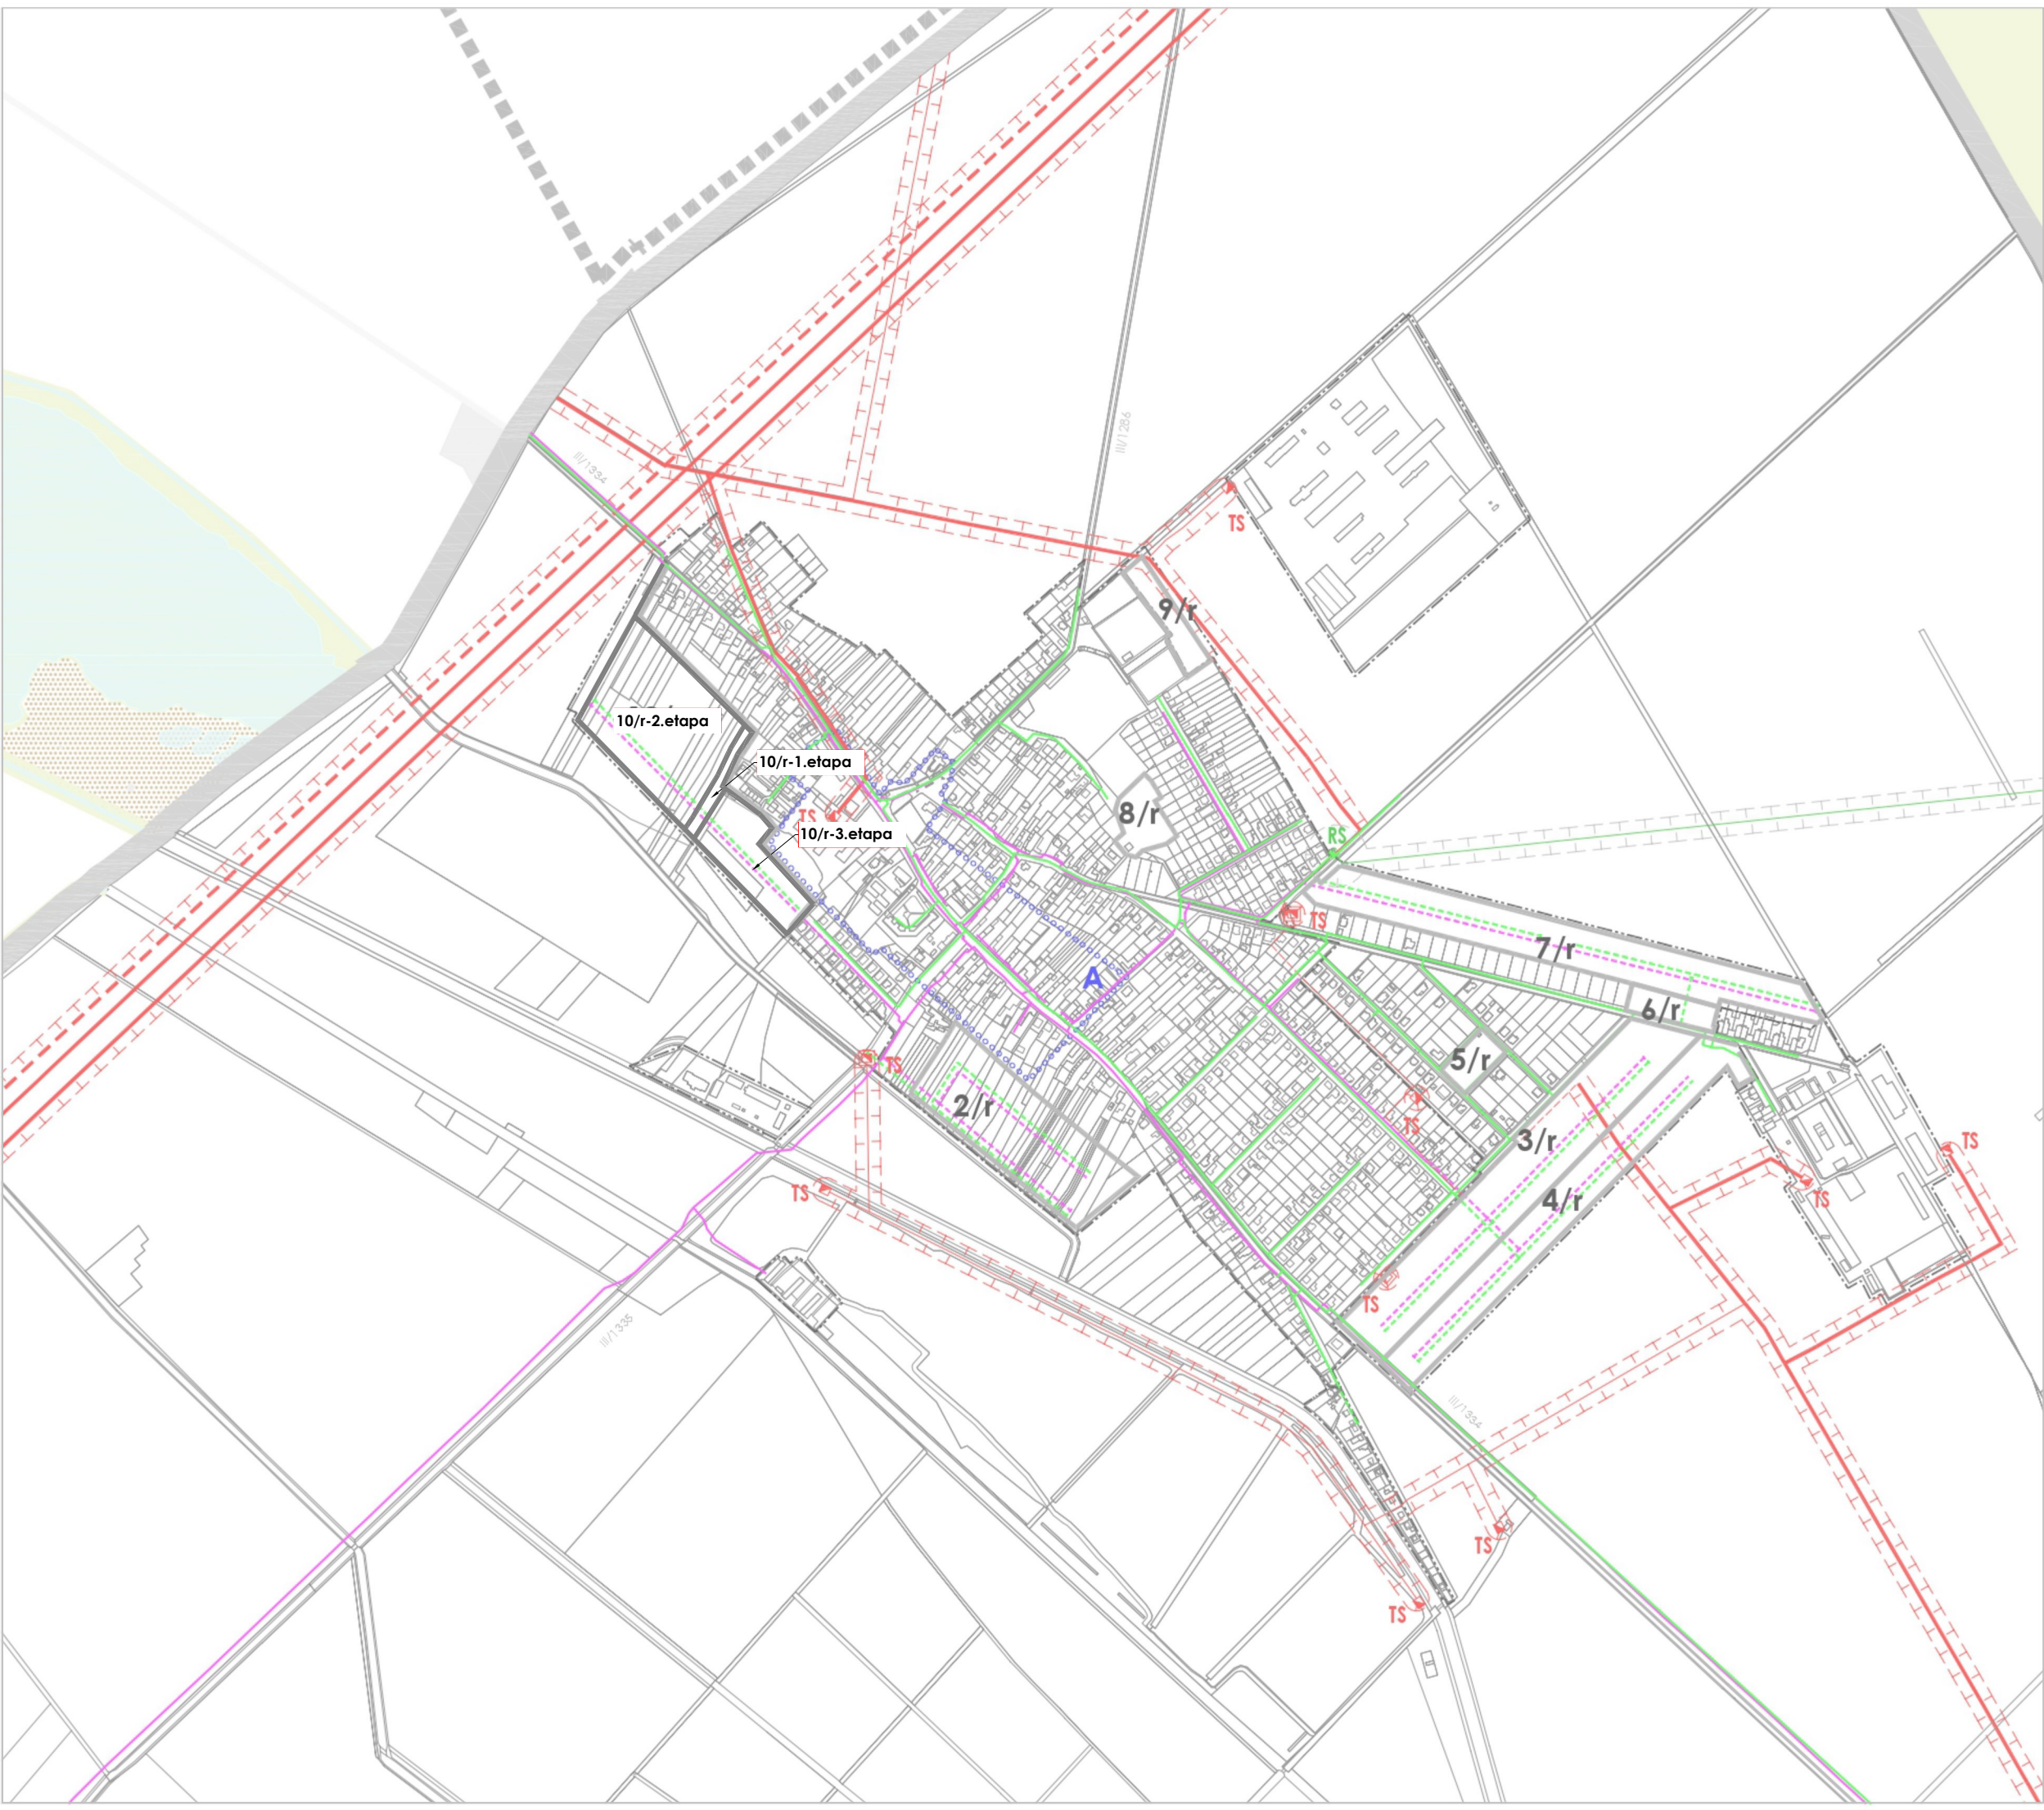 III/1286
III/1334
TS
9/r
10/r-2.etapa
10/r-1.etapa
TS
8/r
10/r-3.etapa
RS
TS
7/r
A
6/r
5/r
TS
2/r
TS
3/r
TS
TS
4/r
TS
TS
TS
III/1335
III/1334
TS
TS